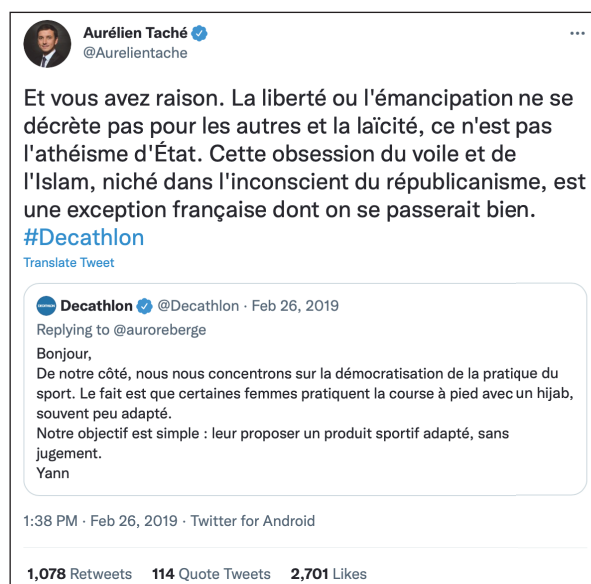 Aurélien Taché
@Aurelientache
Et vous avez raison. La liberté ou l'émancipation ne se
décrète pas pour les autres et la laïcité, ce n'est pas
l'athéisme d'État. Cette obsession du voile et de
l'Islam, niché dans l'inconscient du républicanisme, est
une exception française dont on se passerait bien.
#Decathlon
Translate Tweet
DECATHLON
Decathlon @Decathlon · Feb 26, 2019
Replying to @auroreberge
Bonjour,
De notre côté, nous nous concentrons sur la démocratisation de la pratique du
sport. Le fait est que certaines femmes pratiquent la course à pied avec un hijab,
souvent peu adapté.
Notre objectif est simple : leur proposer un produit sportif adapté, sans
jugement.
Yann
1:38 PM · Feb 26, 2019 · Twitter for Android
1,078 Retweets 114 Quote Tweets 2,701 Likes